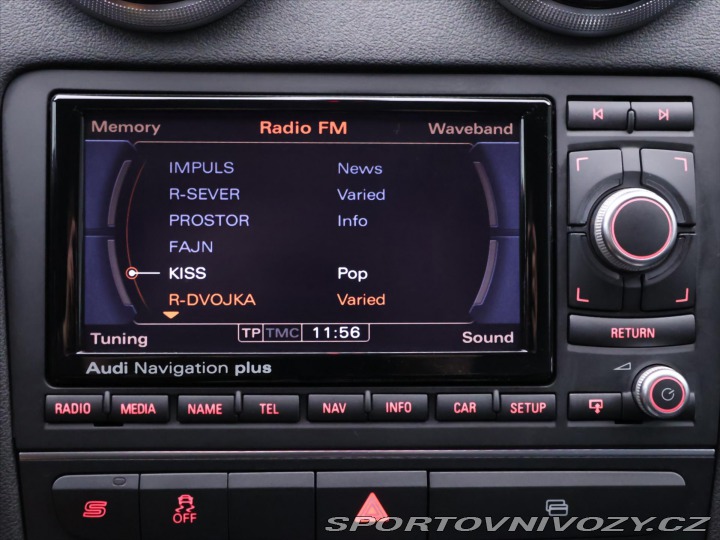 Memory Radio FM Waveband
IMPULS News
R-SEVER Varied
PROSTOR Info
FAJN
KISS Pop
R-DVOJKA Varied
Tuning TP TMC 11:56 Sound
RETURN
Audi Navigation plus
RADIO MEDIA NAME TEL NAV INFO CAR SETUP
S OFF
SPORTOVNIVOZY.CZ